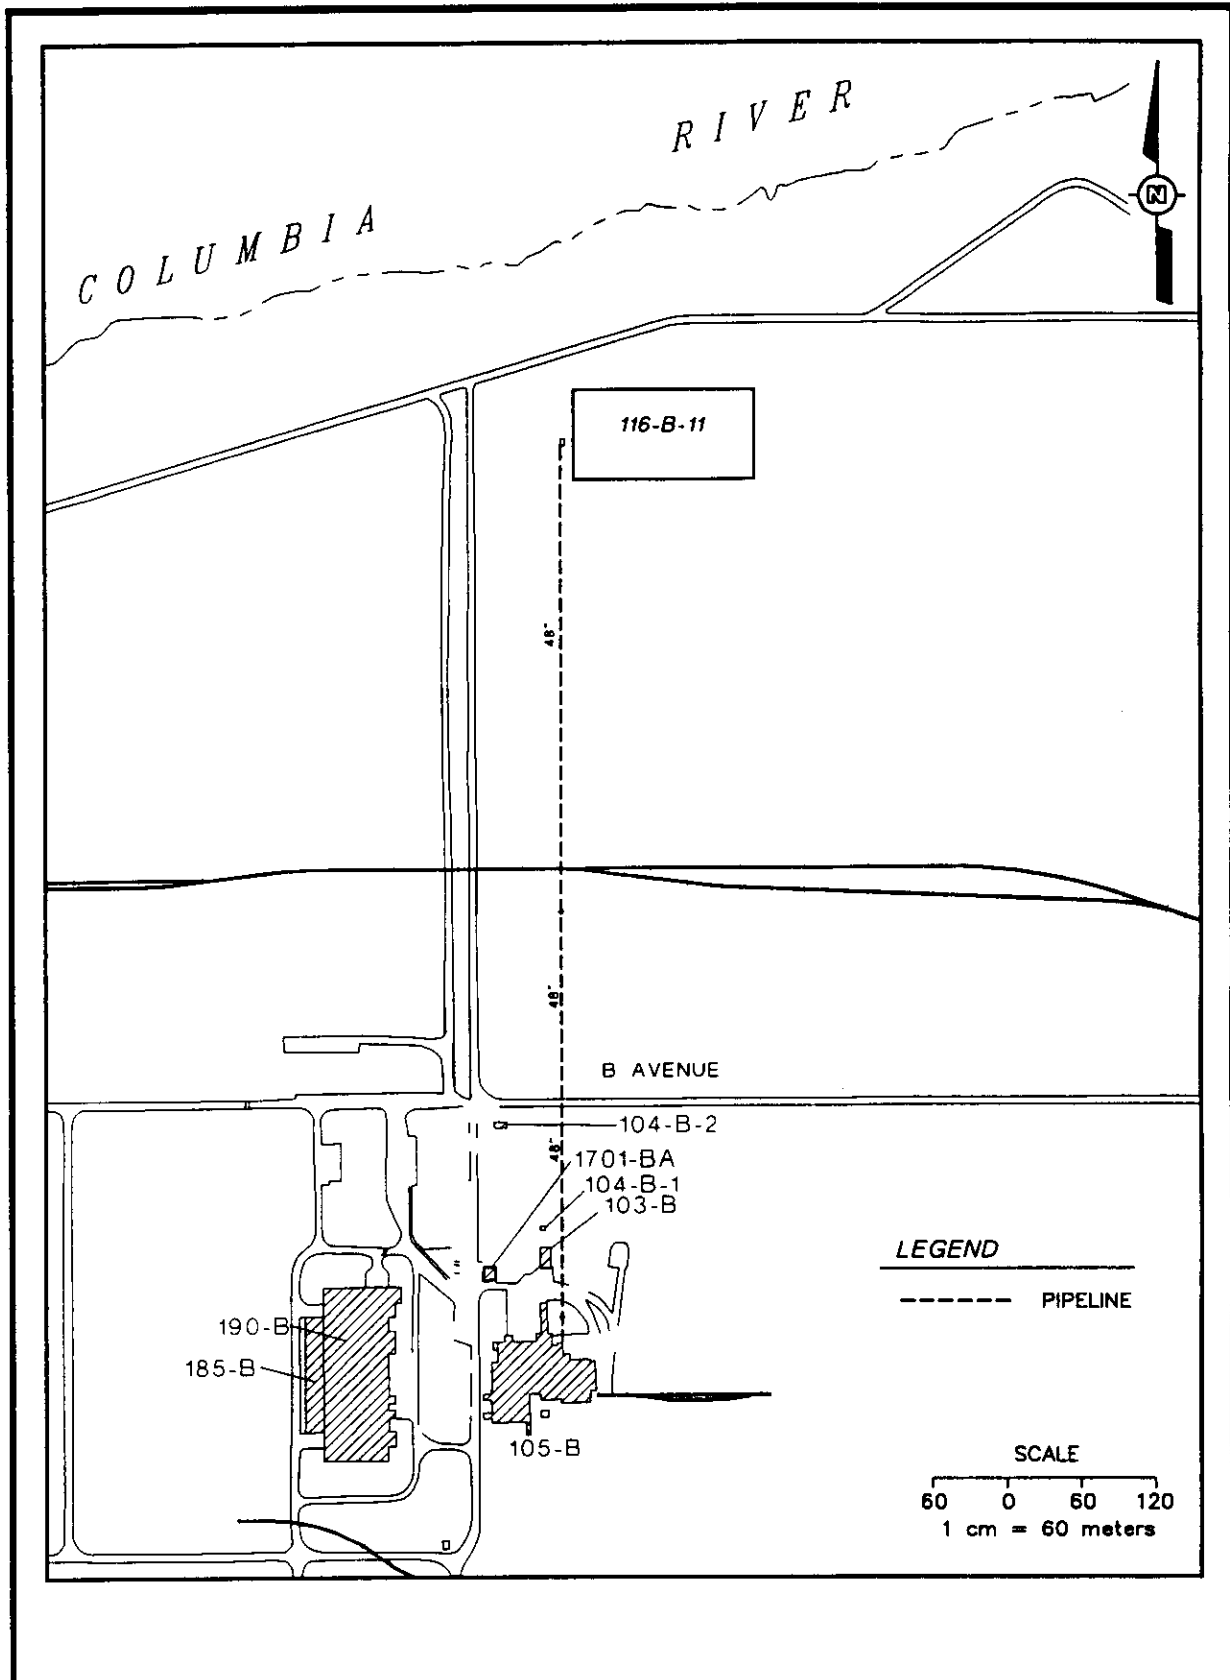 COLUMBIA RIVER
N
116-B-11
48"
48"
B AVENUE
104-B-2
48"
1701-BA
104-B-1
103-B
LEGEND
PIPELINE
190-B
185-B
105-B
SCALE
60 0 60 120
1 cm = 60 meters